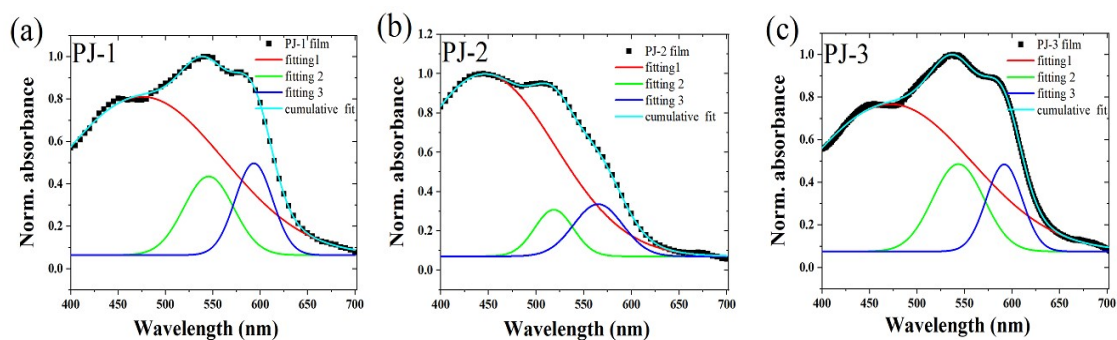 (a) PJ-1
PJ-1 film
fitting1
fitting 2
fitting 3
cumulative fit
Norm. absorbance
1.0
0.8
0.6
0.4
0.2
0.0
400 450 500 550 600 650 700
Wavelength (nm)
(b) PJ-2
PJ-2 film
fitting1
fitting 2
fitting 3
cumulative fit
Norm. absorbance
1.2
1.0
0.8
0.6
0.4
0.2
0.0
400 450 500 550 600 650 700
Wavelength (nm)
(c) PJ-3
PJ-3 film
fitting1
fitting 2
fitting 3
cumulative fit
Norm. absorbance
1.0
0.8
0.6
0.4
0.2
0.0
400 450 500 550 600 650 700
Wavelength (nm)